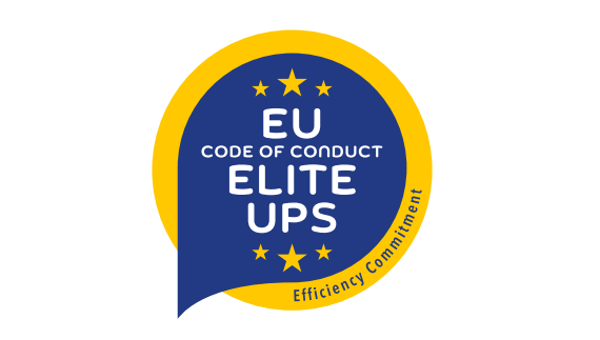 EU
CODE OF CONDUCT
ELITE
UPS
Efficiency Commitment